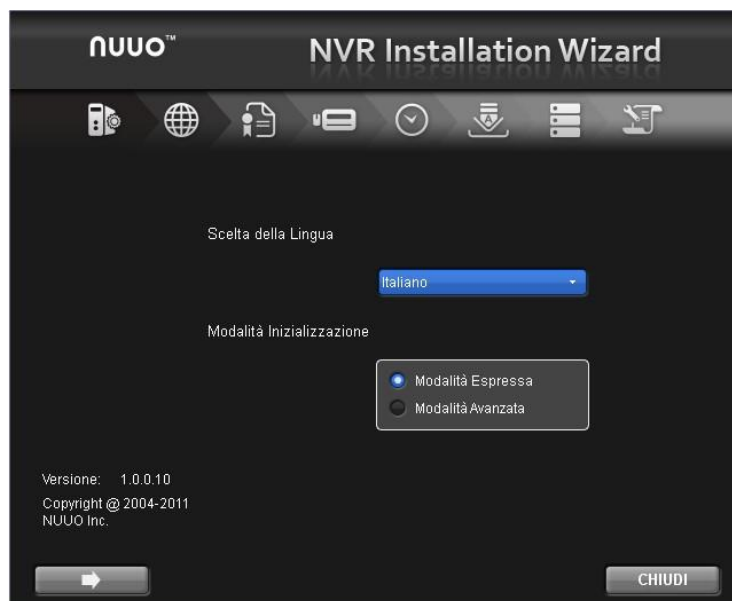 nuuo™
NVR Installation Wizard
Scelta della Lingua
Italiano
Modalità Inizializzazione
Modalità Espressa
Modalità Avanzata
Versione: 1.0.0.10
Copyright @ 2004-2011
NUUO Inc.
CHIUDI